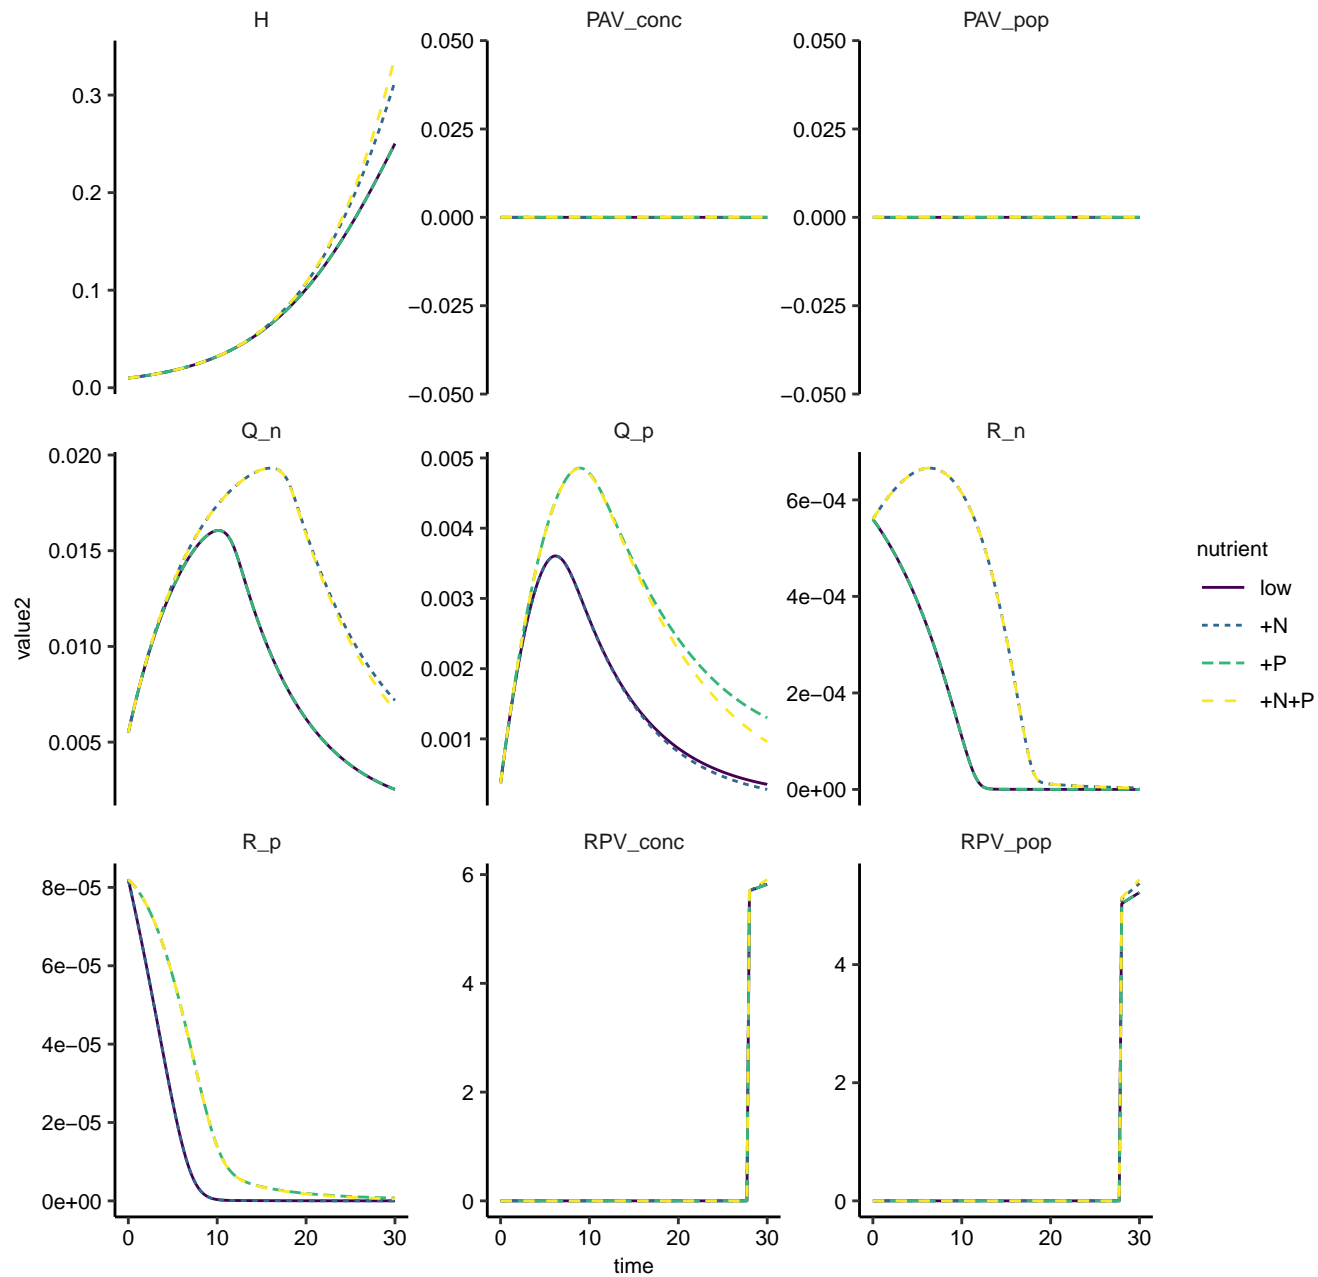 H
PAV_conc
PAV_pop
0.3
0.2
0.1
0.0
0.050
0.025
0.000
−0.025
−0.050
0.050
0.025
0.000
−0.025
−0.050
Q_n
Q_p
R_n
0.020
0.015
0.010
0.005
0.005
0.004
0.003
0.002
0.001
6e−04
4e−04
2e−04
0e+00
value2
nutrient
low
+N
+P
+N+P
R_p
RPV_conc
RPV_pop
8e−05
6e−05
4e−05
2e−05
0e+00
6
4
2
0
4
2
0
0 10 20 30
0 10 20 30
0 10 20 30
time